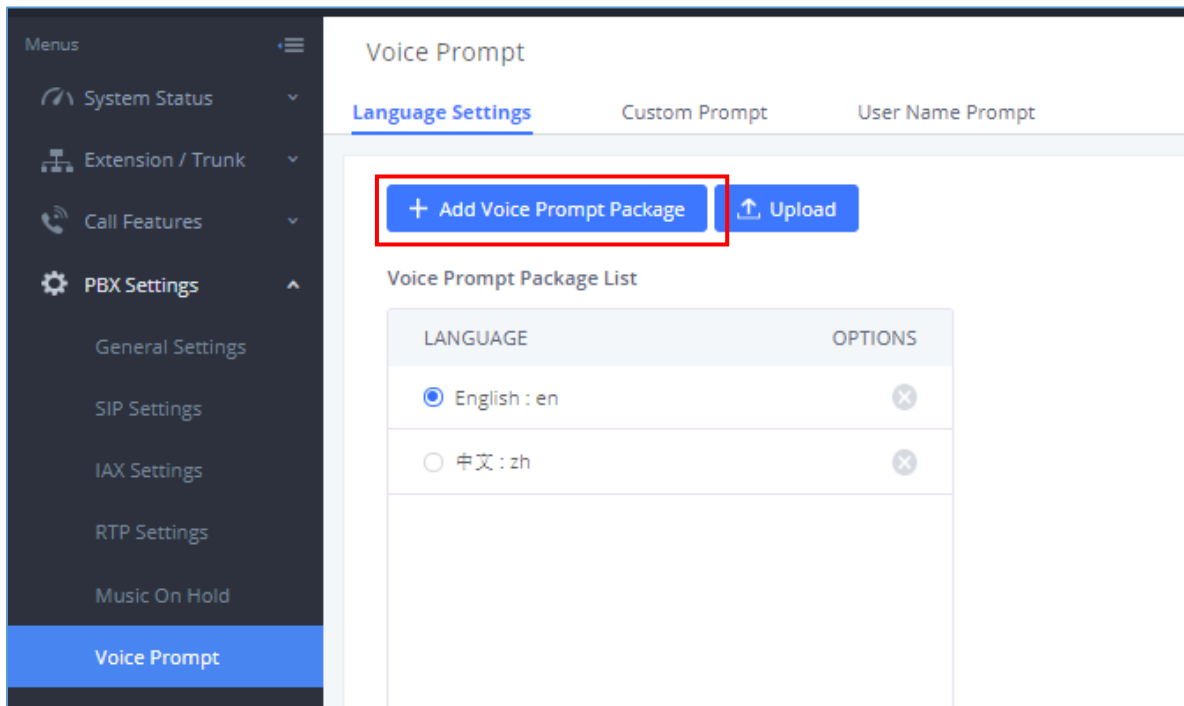 Menus
System Status
Extension / Trunk
Call Features
PBX Settings
General Settings
SIP Settings
IAX Settings
RTP Settings
Music On Hold
Voice Prompt
Voice Prompt
Language Settings
Custom Prompt
User Name Prompt
+ Add Voice Prompt Package
Upload
Voice Prompt Package List
LANGUAGE OPTIONS
English : en
中文 : zh